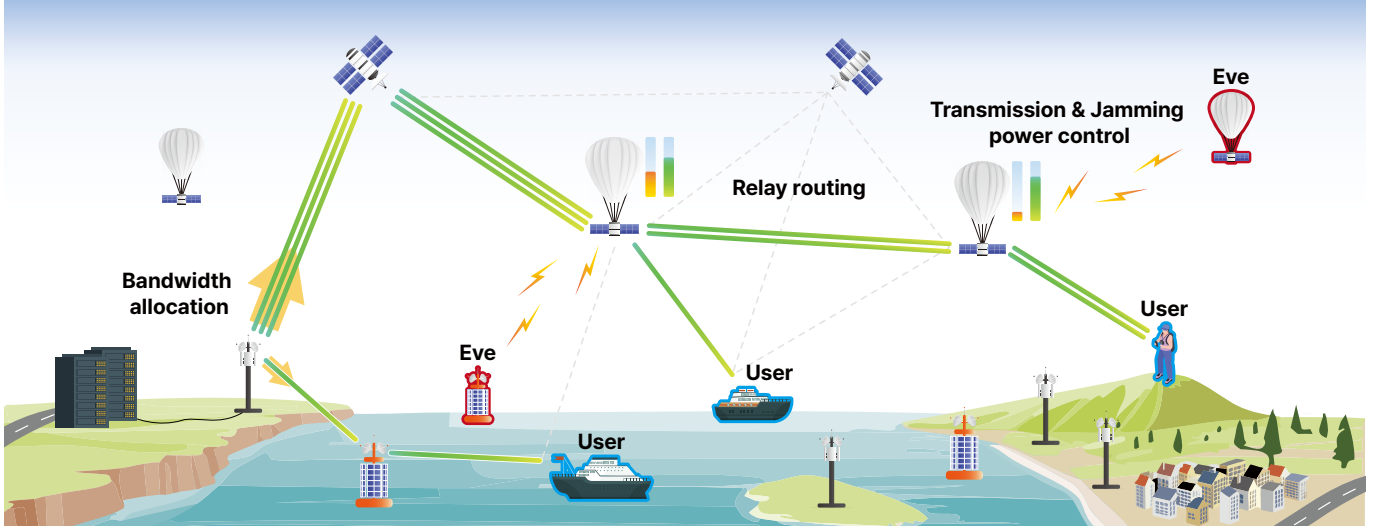 Eve
Transmission & Jamming
power control
Relay routing
Bandwidth
allocation
User
Eve
User
User